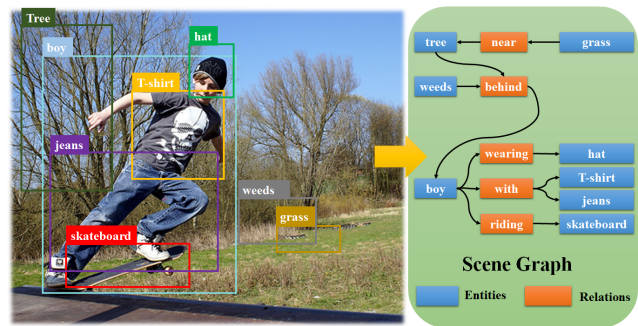 Tree
boy
hat
T-shirt
jeans
weeds
grass
skateboard
tree near grass
weeds behind
wearing hat
boy with T-shirt
jeans
riding skateboard
Scene Graph
Entities Relations